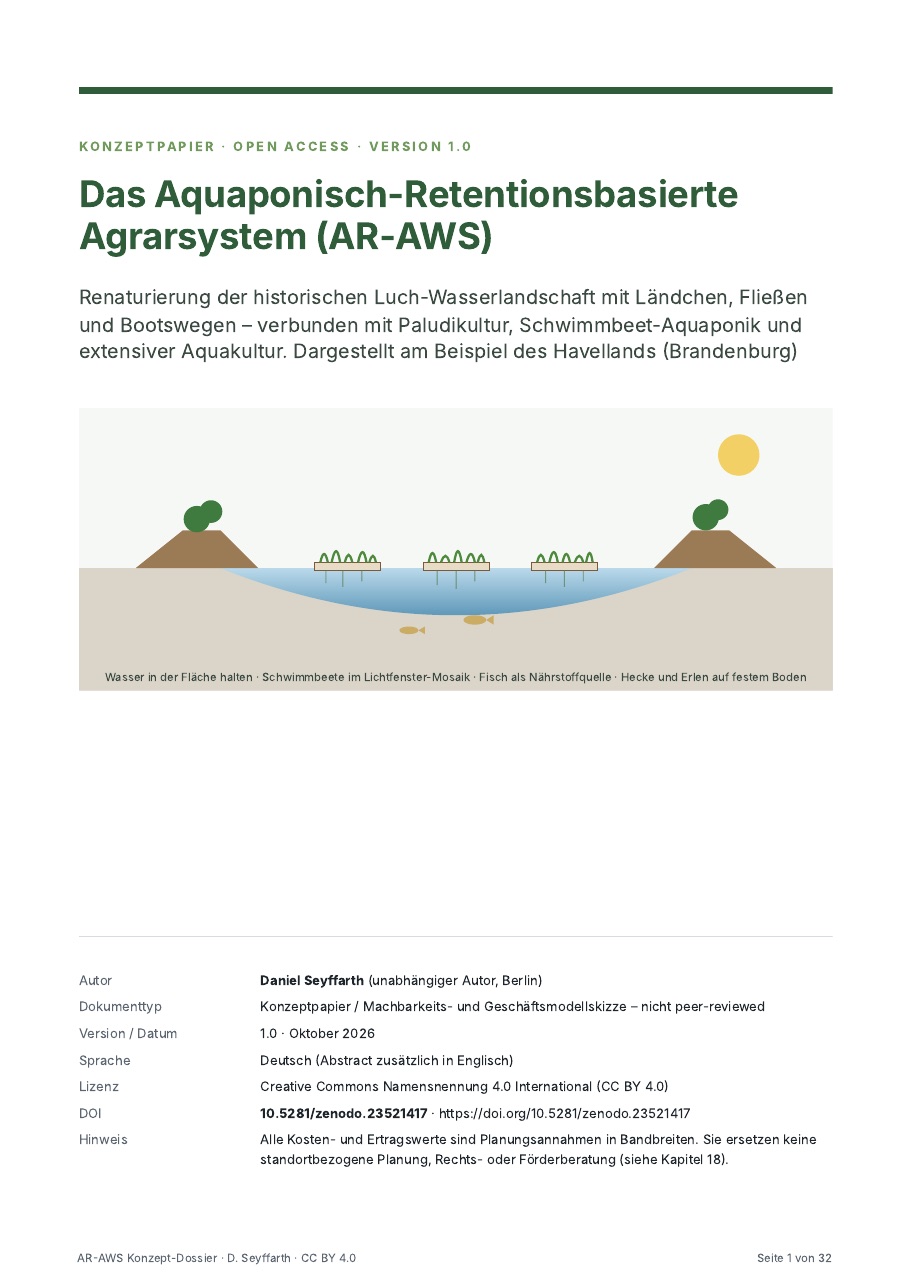 KONZEPTPAPIER · OPEN ACCESS · VERSION 1.0
Das Aquaponisch-Retentionsbasierte
Agrarsystem (AR-AWS)
Renaturierung der historischen Luch-Wasserlandschaft mit Ländchen, Fließen
und Bootswegen – verbunden mit Paludikultur, Schwimmbeet-Aquaponik und
extensiver Aquakultur. Dargestellt am Beispiel des Havellands (Brandenburg)
Wasser in der Fläche halten · Schwimmbeete im Lichtfenster-Mosaik · Fisch als Nährstoffquelle · Hecke und Erlen auf festem Boden
Autor Daniel Seyffarth (unabhängiger Autor, Berlin)
Dokumenttyp Konzeptpapier / Machbarkeits- und Geschäftsmodellskizze – nicht peer-reviewed
Version / Datum 1.0 · Oktober 2026
Sprache Deutsch (Abstract zusätzlich in Englisch)
Lizenz Creative Commons Namensnennung 4.0 International (CC BY 4.0)
DOI 10.5281/zenodo.23521417 · https://doi.org/10.5281/zenodo.23521417
Hinweis Alle Kosten- und Ertragswerte sind Planungsannahmen in Bandbreiten. Sie ersetzen keine
standortbezogene Planung, Rechts- oder Förderberatung (siehe Kapitel 18).
AR-AWS Konzept-Dossier · D. Seyffarth · CC BY 4.0 Seite 1 von 32